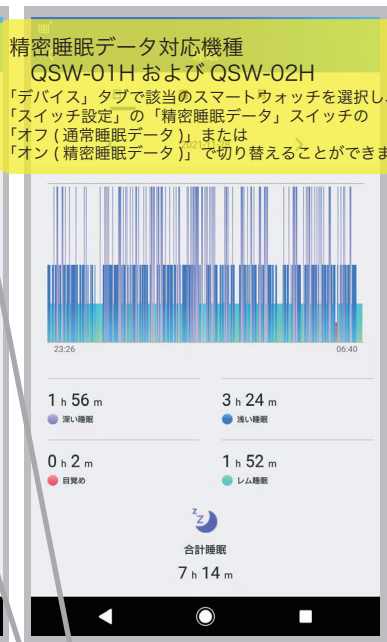 精密睡眠データ対応機種
QSW-01H および QSW-02H
「デバイス」タブで該当のスマートウォッチを選択し、
「スイッチ設定」の「精密睡眠データ」スイッチの
「オフ ( 通常睡眠データ )」または
「オン ( 精密睡眠データ )」で切り替えることができま
23:26 06:40
1 h 56 m 3 h 24 m
深い睡眠 浅い睡眠
0 h 2 m 1 h 52 m
目覚め レム睡眠
z z
合計睡眠
7 h 14 m